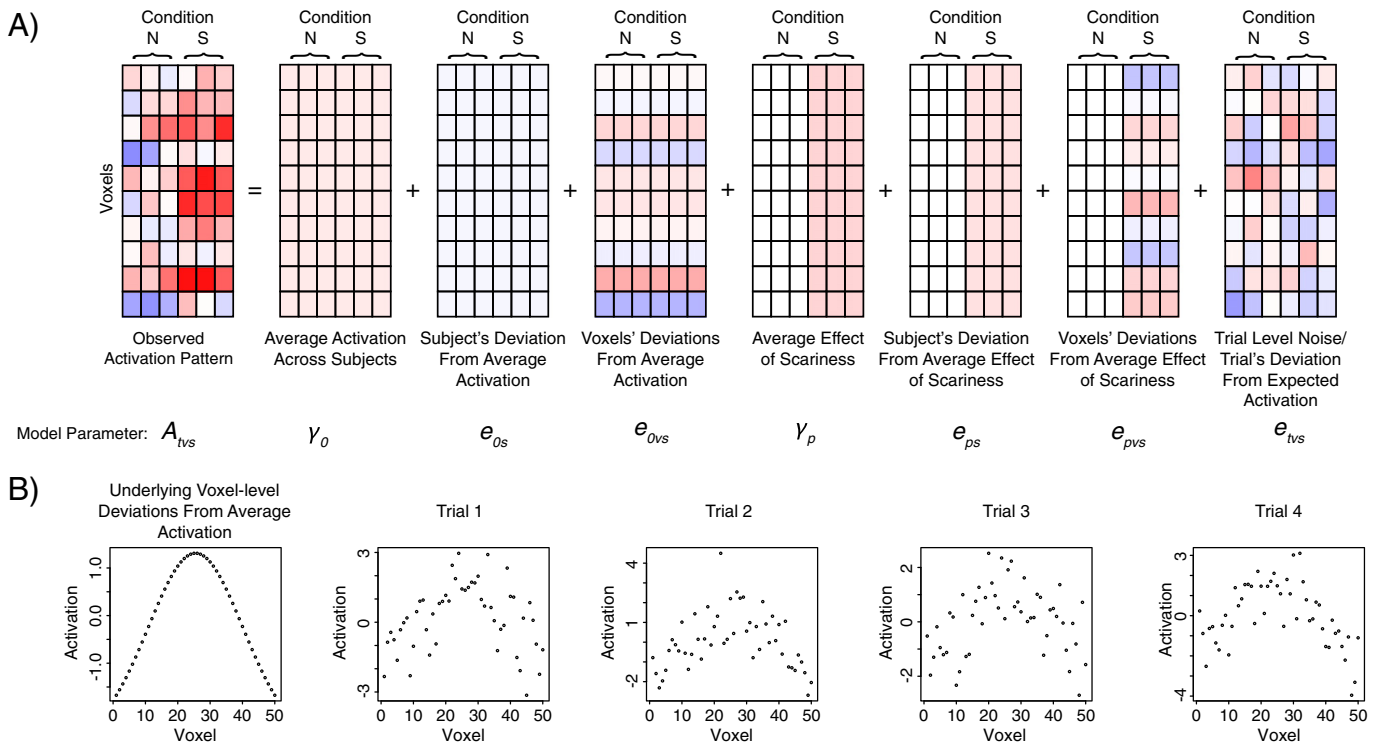 A)
Condition Condition Condition Condition Condition Condition Condition Condition
N S N S N S N S N S N S N S N S
Voxels
= + + + + + +
Observed Activation Pattern
Average Activation Across Subjects
Subject's Deviation From Average Activation
Voxels' Deviations From Average Activation
Average Effect of Scariness
Subject's Deviation From Average Effect of Scariness
Voxels' Deviations From Average Effect of Scariness
Trial Level Noise/ Trial's Deviation From Expected Activation
Model Parameter: A_tvs γ_0 e_0s e_0vs γ_p e_ps e_pvs e_tvs
B)
Underlying Voxel-level
Deviations From Average
Activation
Activation
-1.0 0.0 1.0
0 10 20 30 40 50
Voxel
Trial 1
Activation
-3 0 3
0 10 20 30 40 50
Voxel
Trial 2
Activation
-2 1 4
0 10 20 30 40 50
Voxel
Trial 3
Activation
-2 0 2
0 10 20 30 40 50
Voxel
Trial 4
Activation
-4 0 3
0 10 20 30 40 50
Voxel